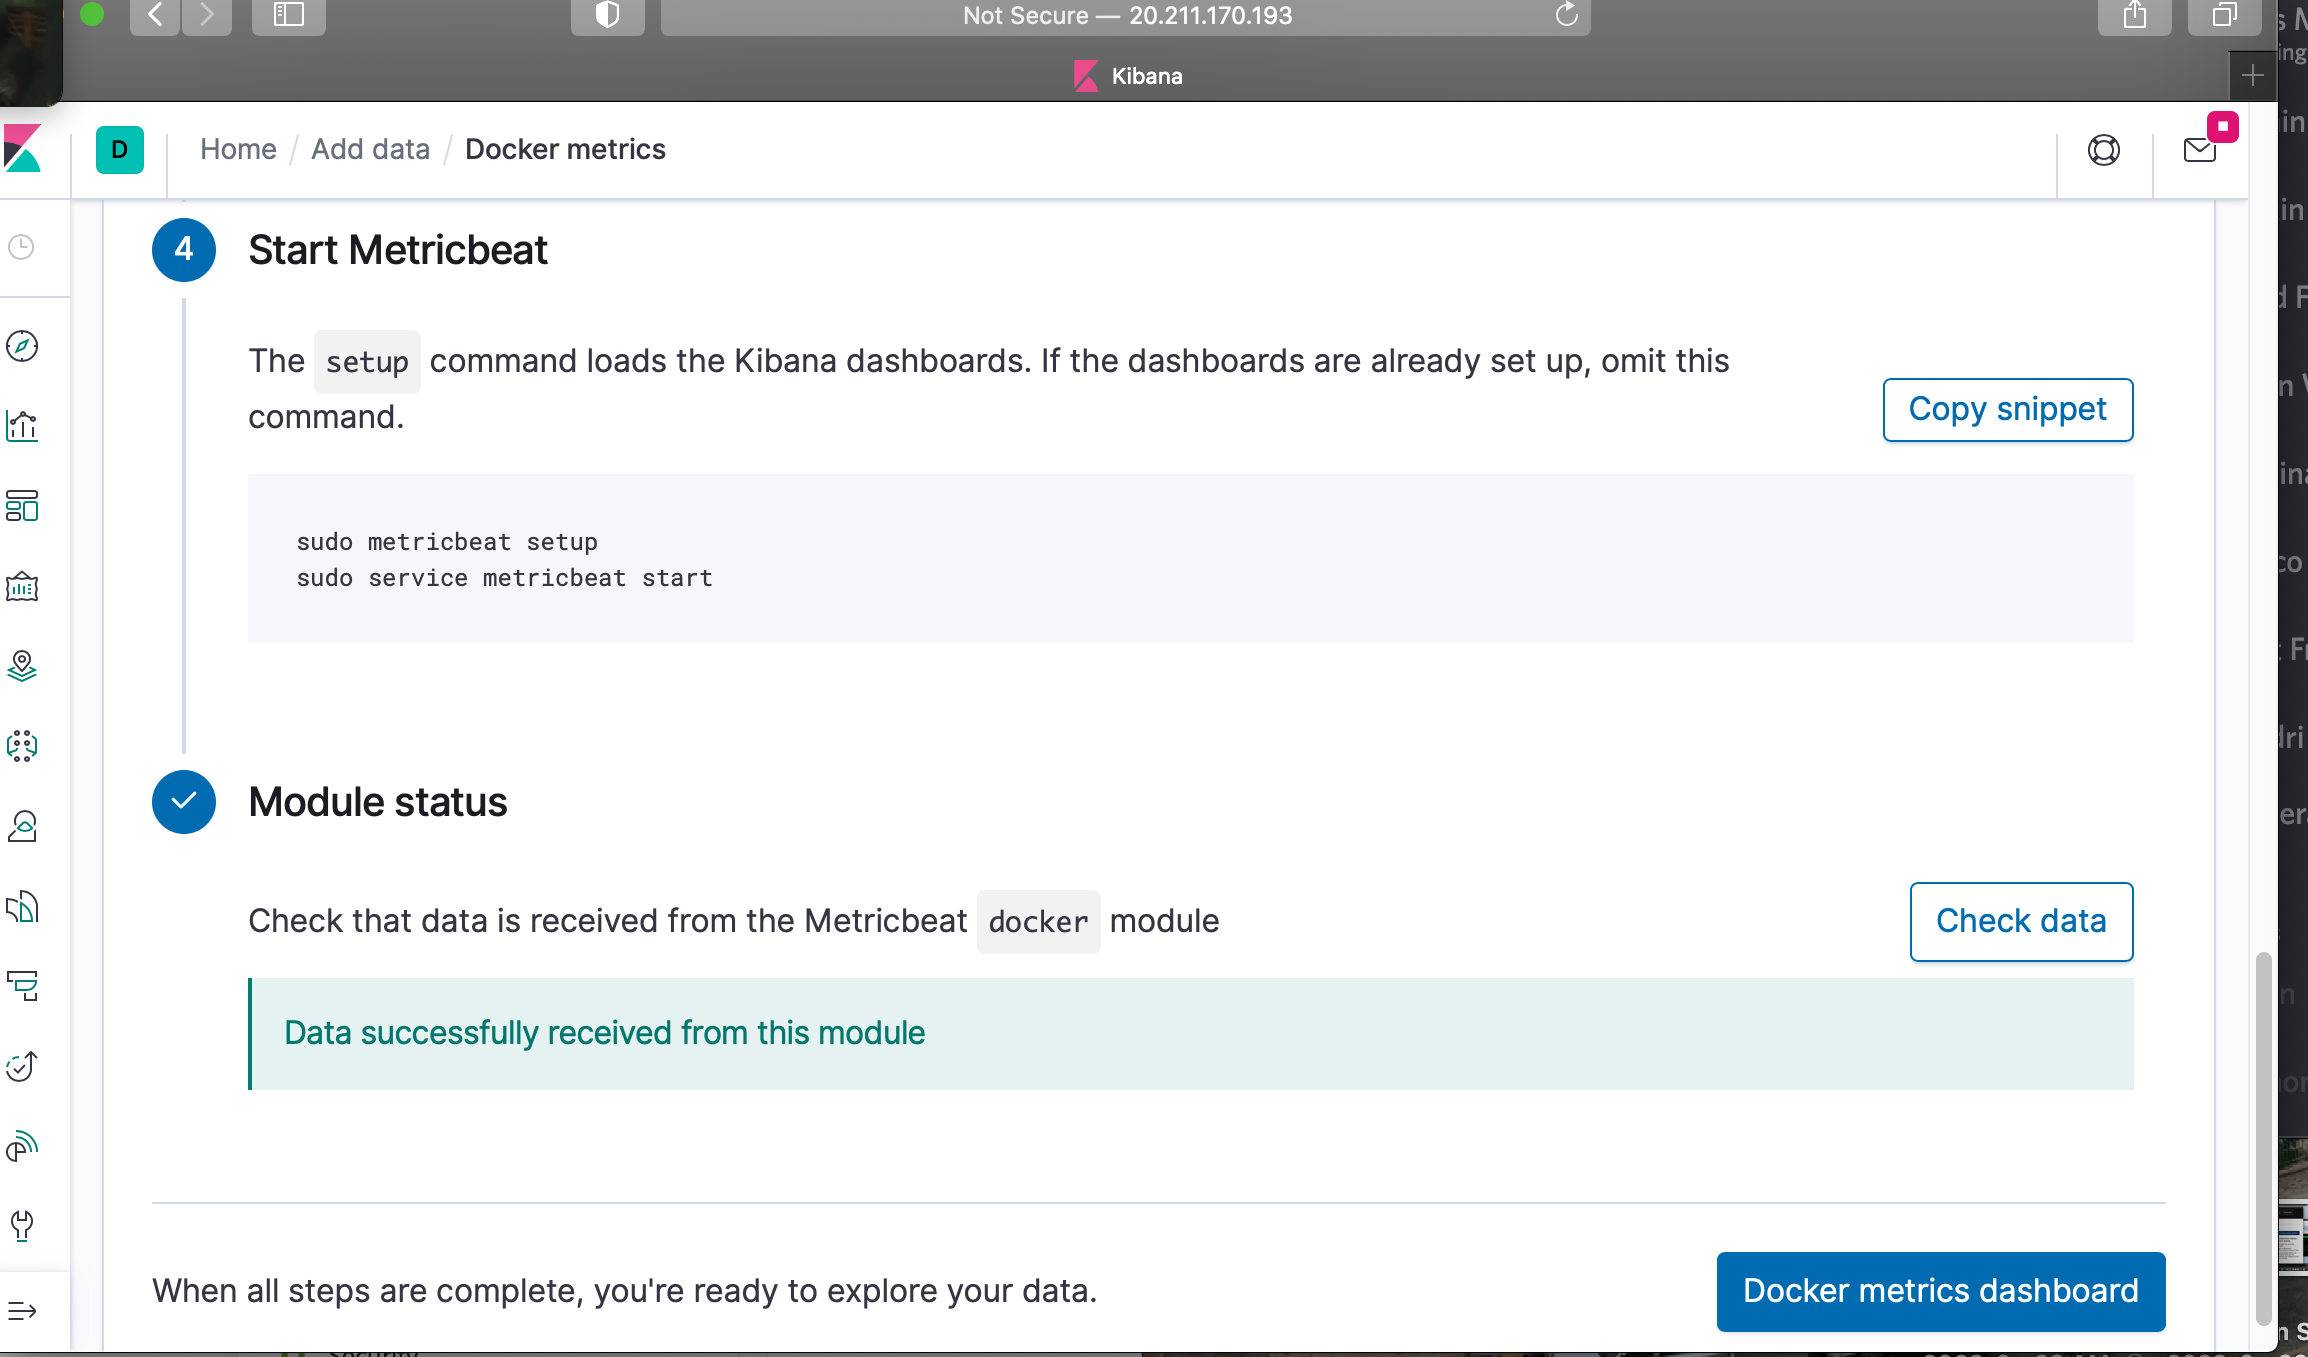 Not Secure — 20.211.170.193
Kibana
D
Home / Add data / Docker metrics
4
Start Metricbeat
The setup command loads the Kibana dashboards. If the dashboards are already set up, omit this
command.
Copy snippet
sudo metricbeat setup
sudo service metricbeat start
Module status
Check that data is received from the Metricbeat docker module
Check data
Data successfully received from this module
When all steps are complete, you're ready to explore your data.
Docker metrics dashboard